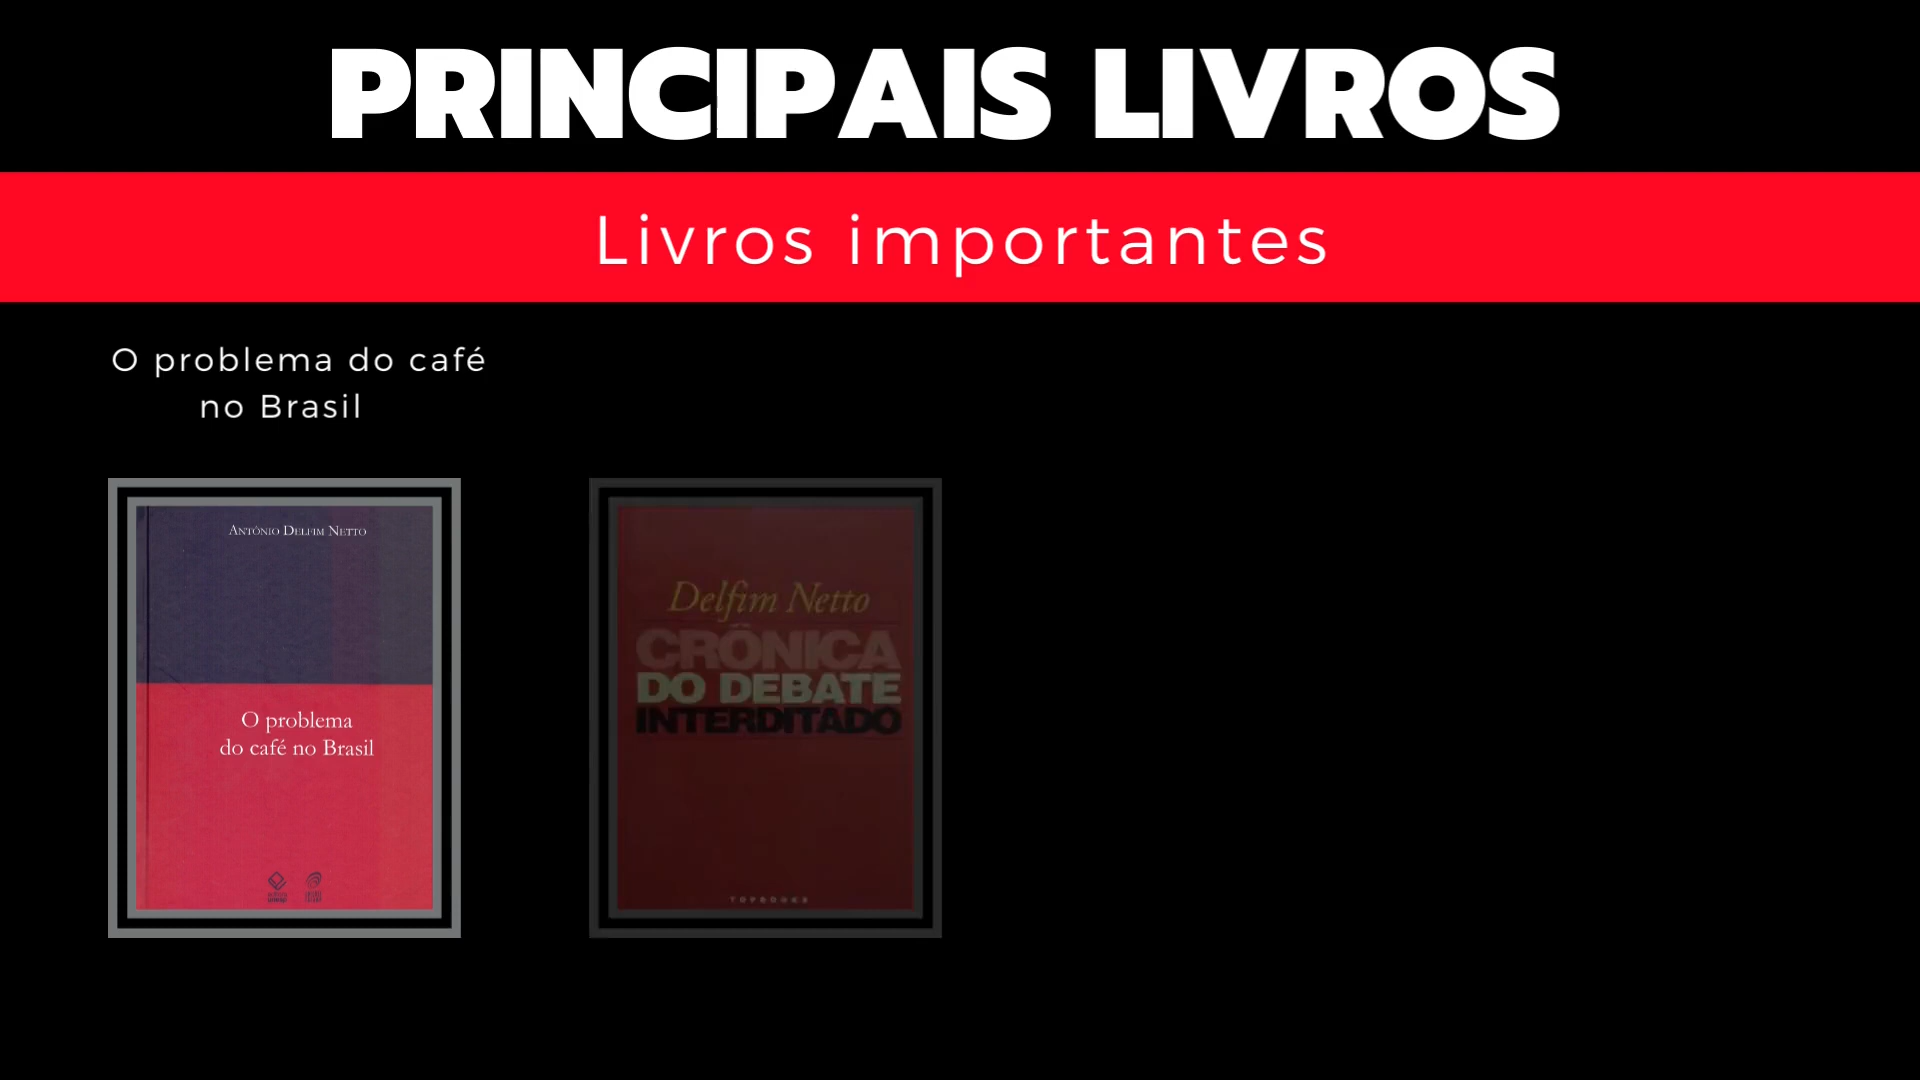 PRINCIPAIS LIVROS
Livros importantes
O problema do café
no Brasil
ANTÔNIO DELFIM NETTO
O problema
do café no Brasil
Delfim Netto
CRÔNICA
DO DEBATE
INTERDITADO
TOPBOOKS